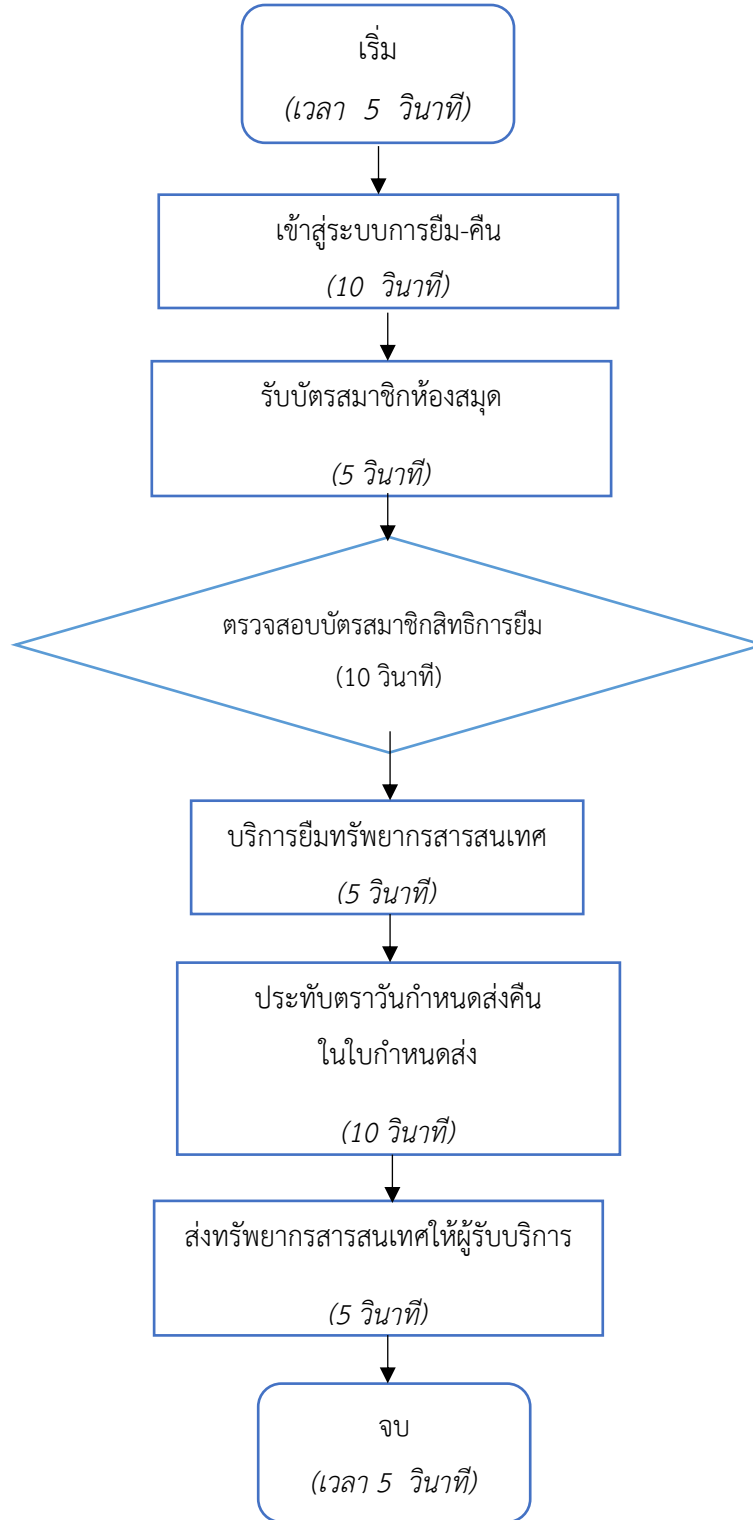 เริ่ม
(เวลา 5 วินาที)
เข้าสู่ระบบการยืม-คืน
(10 วินาที)
รับบัตรสมาชิกห้องสมุด
(5 วินาที)
ตรวจสอบบัตรสมาชิกสิทธิการยืม
(10 วินาที)
บริการยืมทรัพยากรสารสนเทศ
(5 วินาที)
ประทับตราวันกำหนดส่งคืน
ในใบกำหนดส่ง
(10 วินาที)
ส่งทรัพยากรสารสนเทศให้ผู้รับบริการ
(5 วินาที)
จบ
(เวลา 5 วินาที)